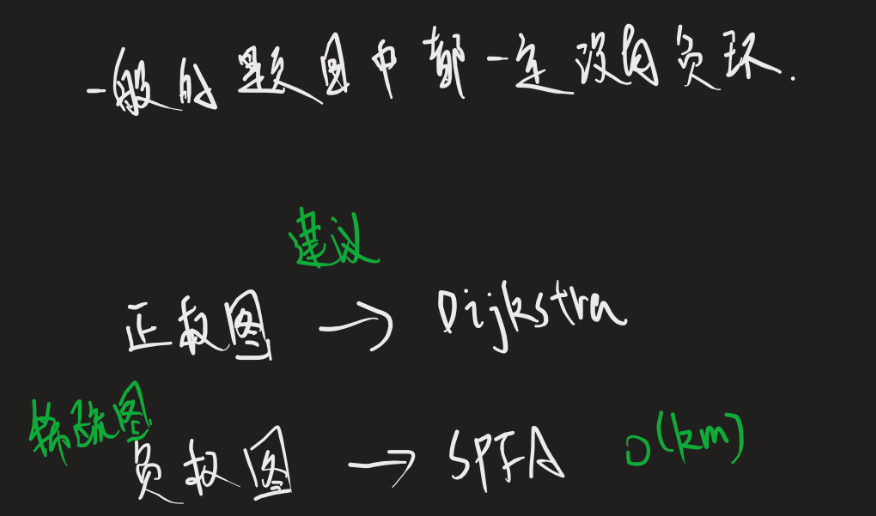 一般的题图中都一定没有负环.
建议
正权图 → Dijkstra
稀疏图
负权图 → SPFA O(km)